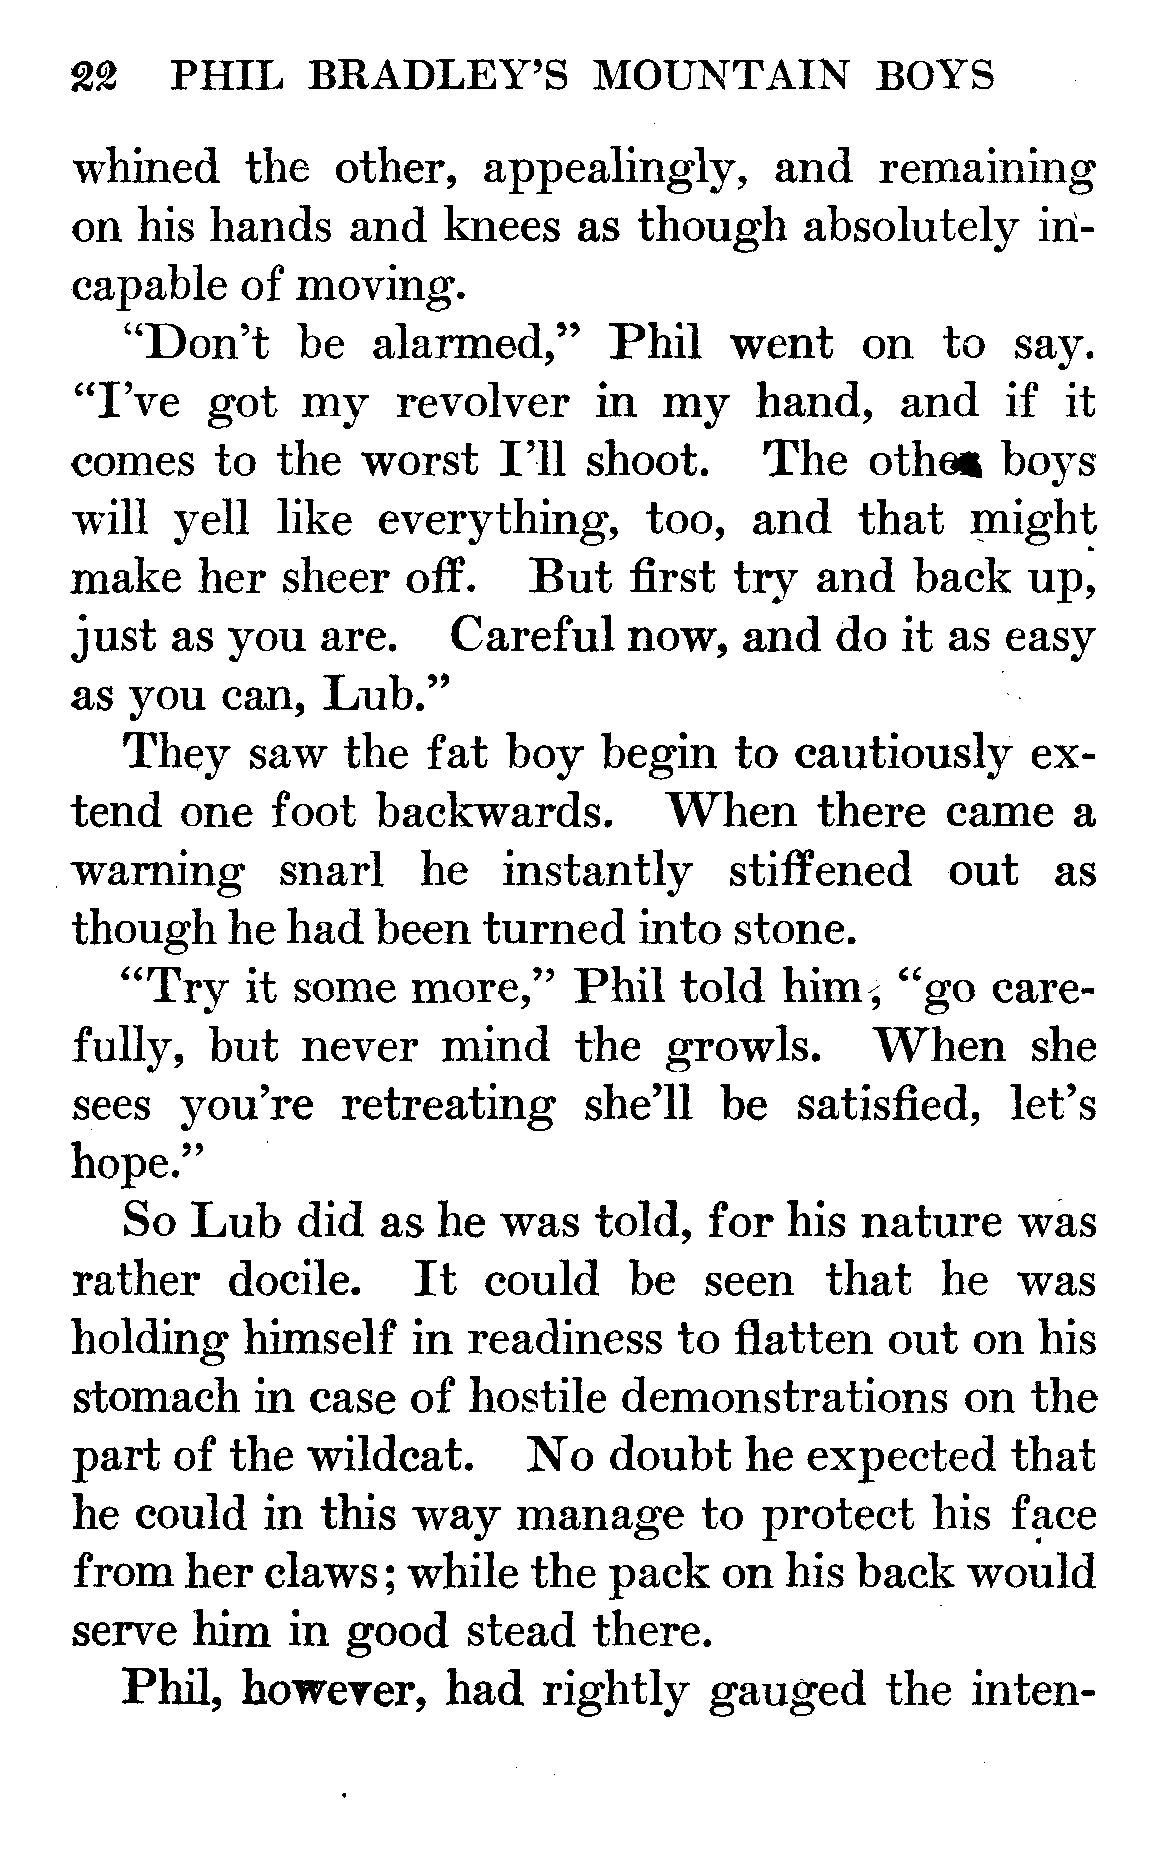 22 PHIL BRADLEY'S MOUNTAIN BOYS
whined the other, appealingly, and remaining
on his hands and knees as though absolutely in-
capable of moving.
"Don't be alarmed," Phil went on to say.
"I've got my revolver in my hand, and if it
comes to the worst I'll shoot. The other boys
will yell like everything, too, and that might
make her sheer off. But first try and back up,
just as you are. Careful now, and do it as easy
as you can, Lub."
They saw the fat boy begin to cautiously ex-
tend one foot backwards. When there came a
warning snarl he instantly stiffened out as
though he had been turned into stone.
"Try it some more," Phil told him; "go care-
fully, but never mind the growls. When she
sees you're retreating she'll be satisfied, let's
hope."
So Lub did as he was told, for his nature was
rather docile. It could be seen that he was
holding himself in readiness to flatten out on his
stomach in case of hostile demonstrations on the
part of the wildcat. No doubt he expected that
he could in this way manage to protect his face
from her claws; while the pack on his back would
serve him in good stead there.
Phil, however, had rightly gauged the inten-